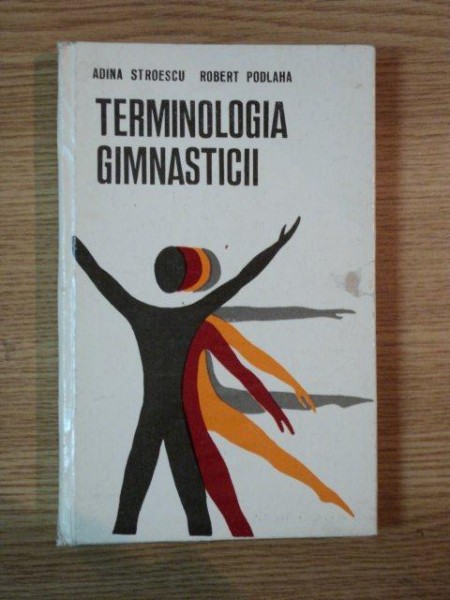 ADINA STROESCU ROBERT PODLAHA
TERMINOLOGIA
GIMNASTICII